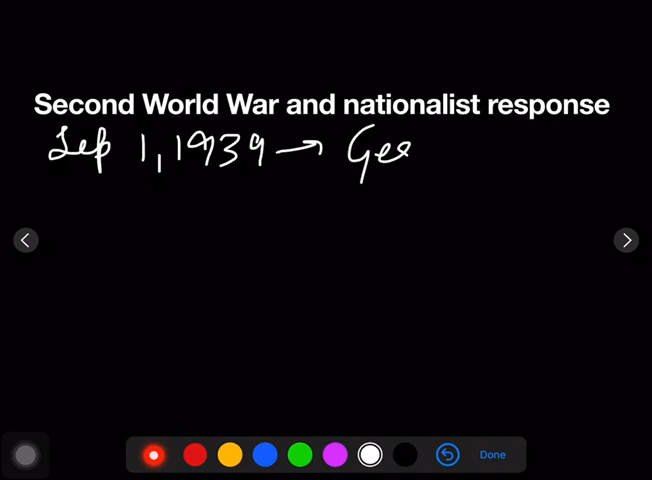 Second World War and nationalist response
Sep 1, 1939 → Ger
Done